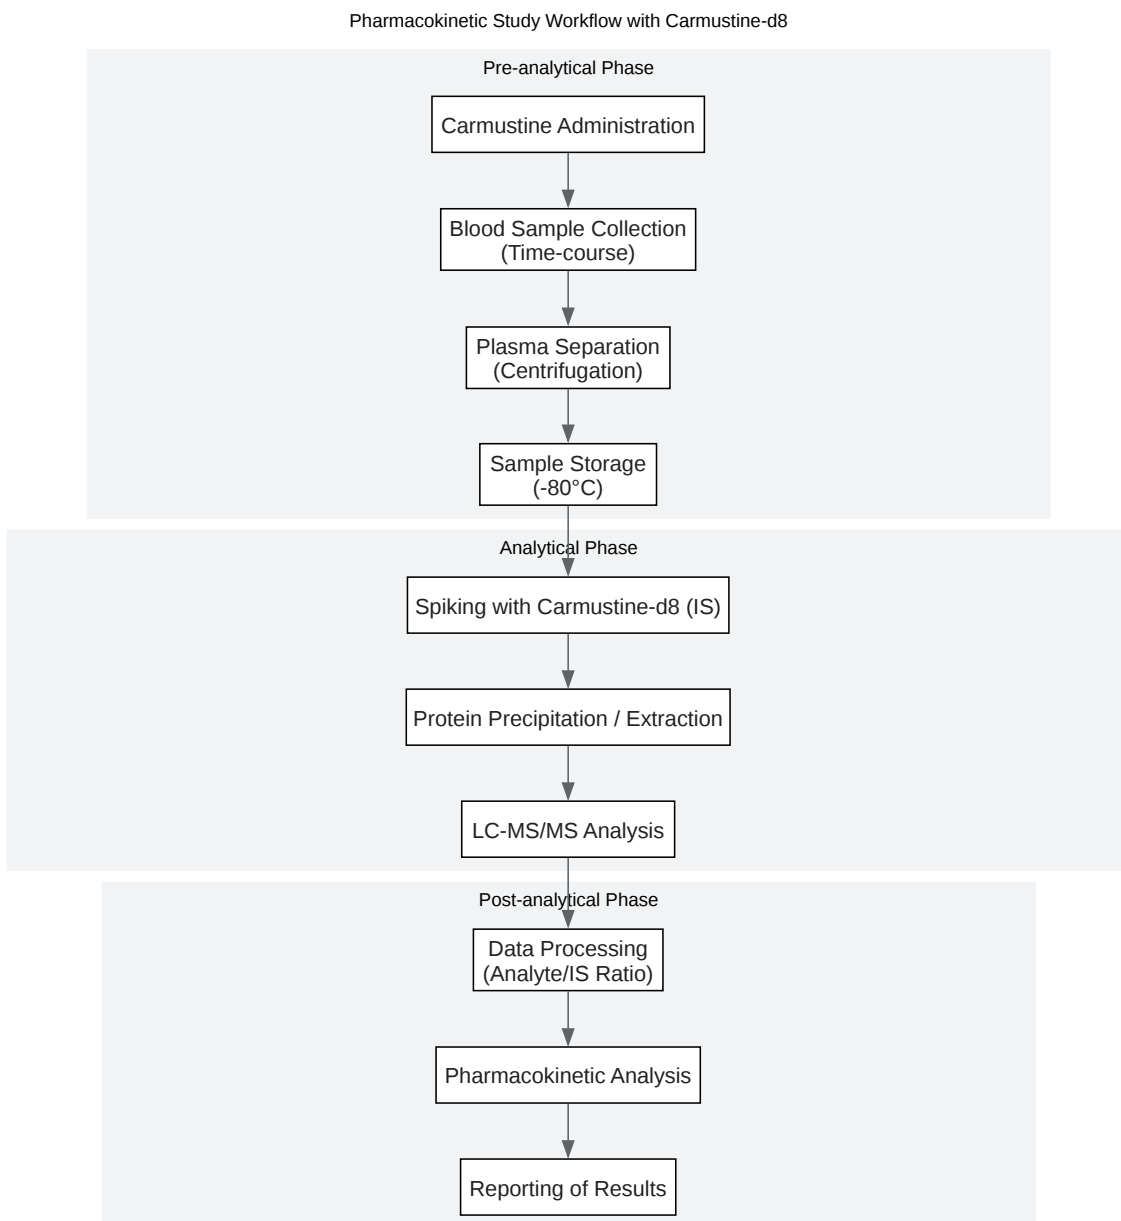 Pharmacokinetic Study Workflow with Carmustine-d8
Pre-analytical Phase
Carmustine Administration
Blood Sample Collection
(Time-course)
Plasma Separation
(Centrifugation)
Sample Storage
(-80°C)
Analytical Phase
Spiking with Carmustine-d8 (IS)
Protein Precipitation / Extraction
LC-MS/MS Analysis
Post-analytical Phase
Data Processing
(Analyte/IS Ratio)
Pharmacokinetic Analysis
Reporting of Results